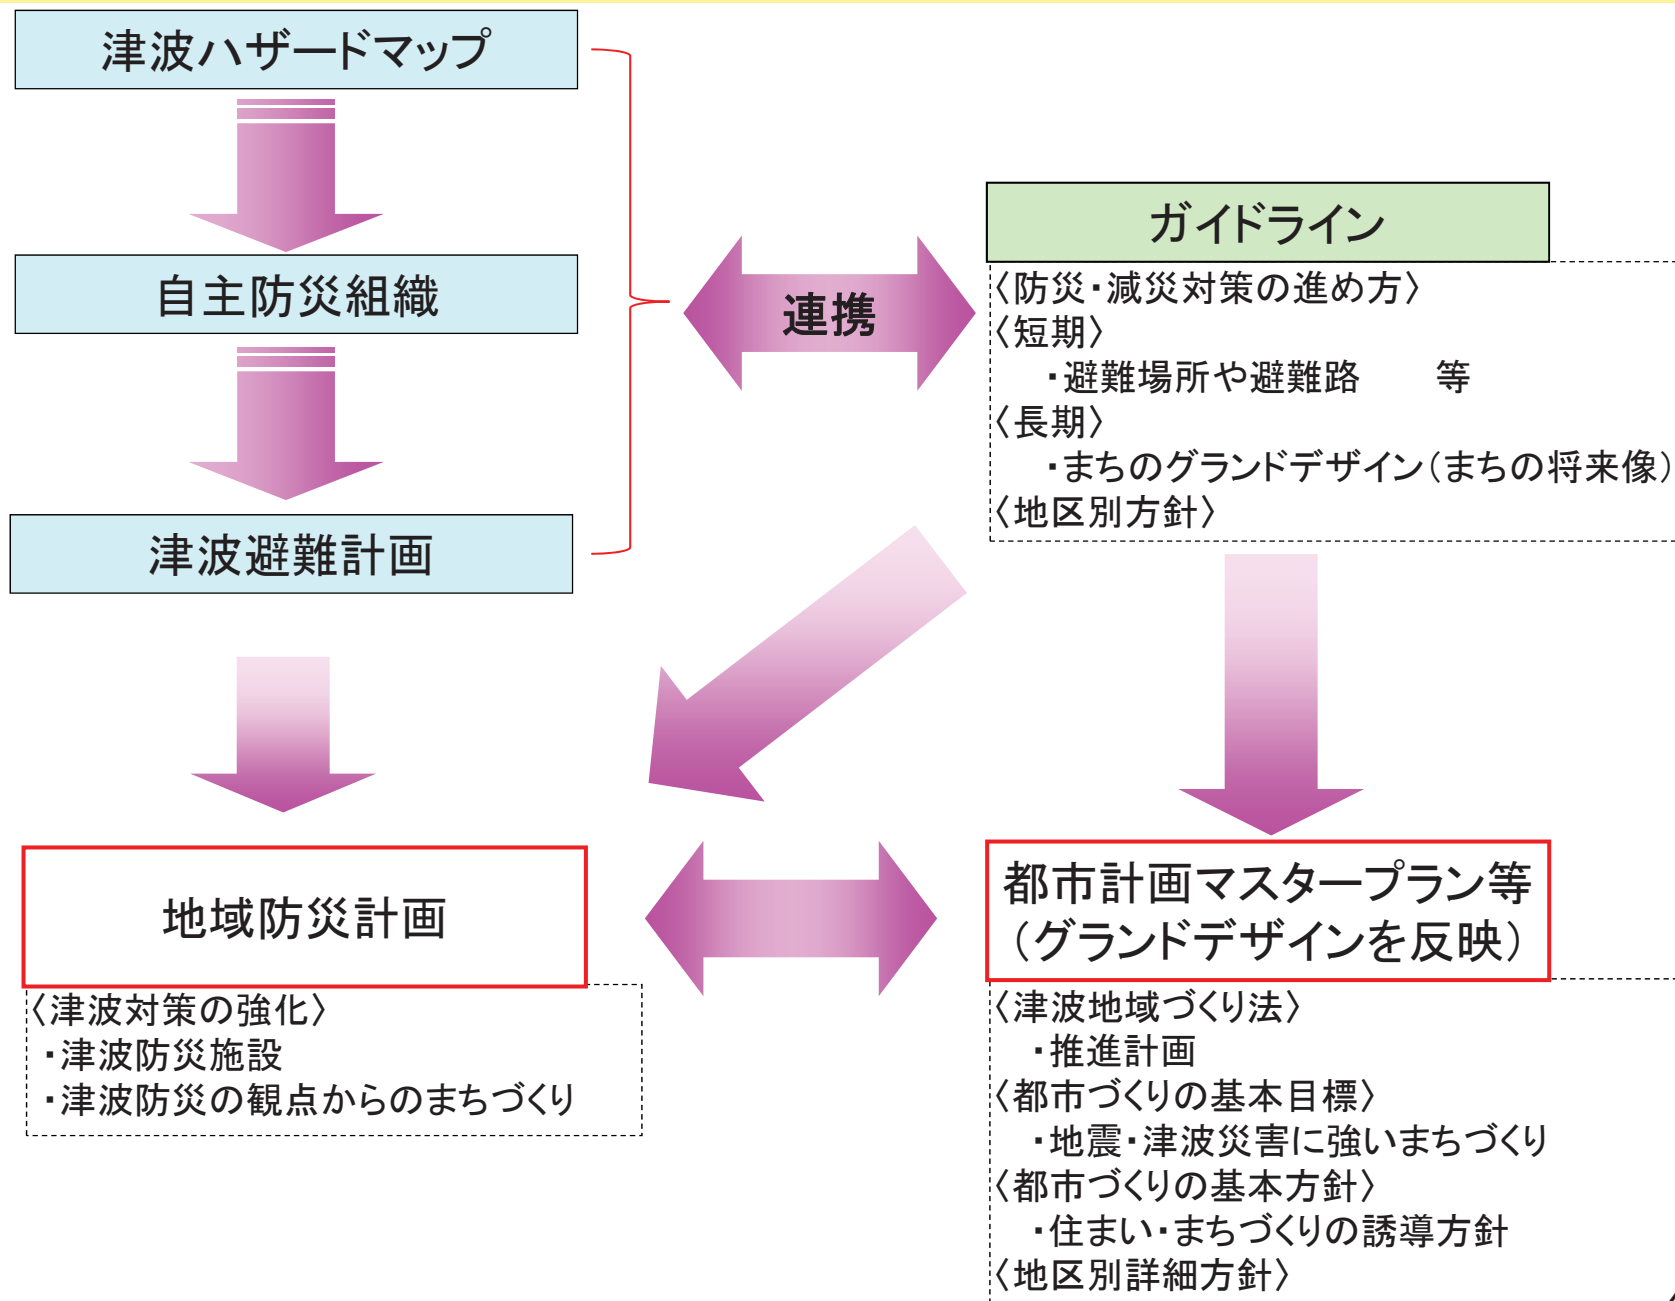 津波ハザードマップ
自主防災組織
津波避難計画
連携
ガイドライン
〈防災・減災対策の進め方〉
〈短期〉
・避難場所や避難路　　等
〈長期〉
・まちのグランドデザイン（まちの将来像）
〈地区別方針〉
地域防災計画
〈津波対策の強化〉
・津波防災施設
・津波防災の観点からのまちづくり
都市計画マスタープラン等
（グランドデザインを反映）
〈津波地域づくり法〉
・推進計画
〈都市づくりの基本目標〉
・地震・津波災害に強いまちづくり
〈都市づくりの基本方針〉
・住まい・まちづくりの誘導方針
〈地区別詳細方針〉